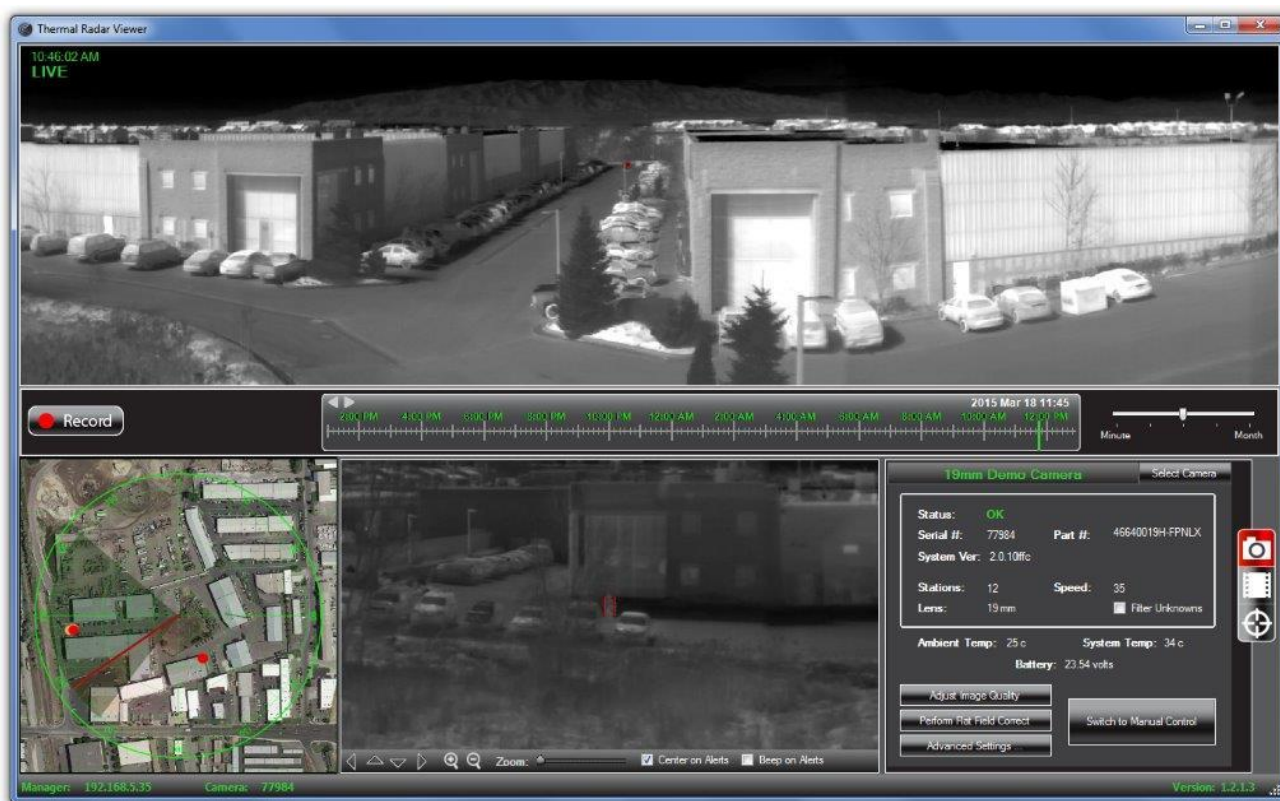 Thermal Radar Viewer
10:46:02 AM
LIVE
Record
2015 Mar 18 11:45
2:00 PM 4:00 PM 6:00 PM 8:00 PM 10:00 PM 12:00 AM 2:00 AM 4:00 AM 6:00 AM 8:00 AM 10:00 AM 12:00 PM
Minute Month
19mm Demo Camera Select Camera
Status: OK
Serial #: 77984 Part #: 46640019H-FPNLX
System Ver: 2.0.10ffc
Stations: 12 Speed: 35
Lens: 19 mm Filter Unknowns
Ambient Temp: 25 c System Temp: 34 c
Battery: 23.54 volts
Adjust Image Quality
Perform Flat Field Correct
Switch to Manual Control
Advanced Settings ...
Zoom: Center on Alerts Beep on Alerts
Manager: 192.168.5.35 Camera: 77984 Version: 1.2.1.3